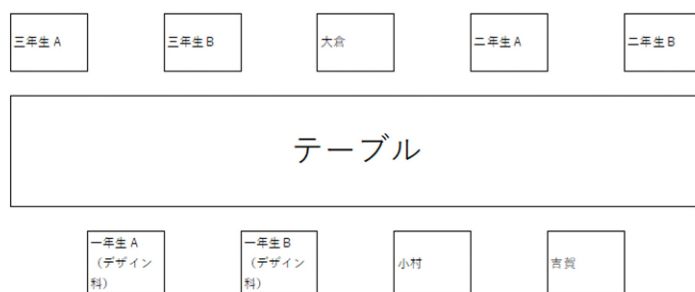 三年生A
三年生B
大倉
二年生A
二年生B
テーブル
一年生A
（デザイン
科）
一年生B
（デザイン
科）
小村
吉賀